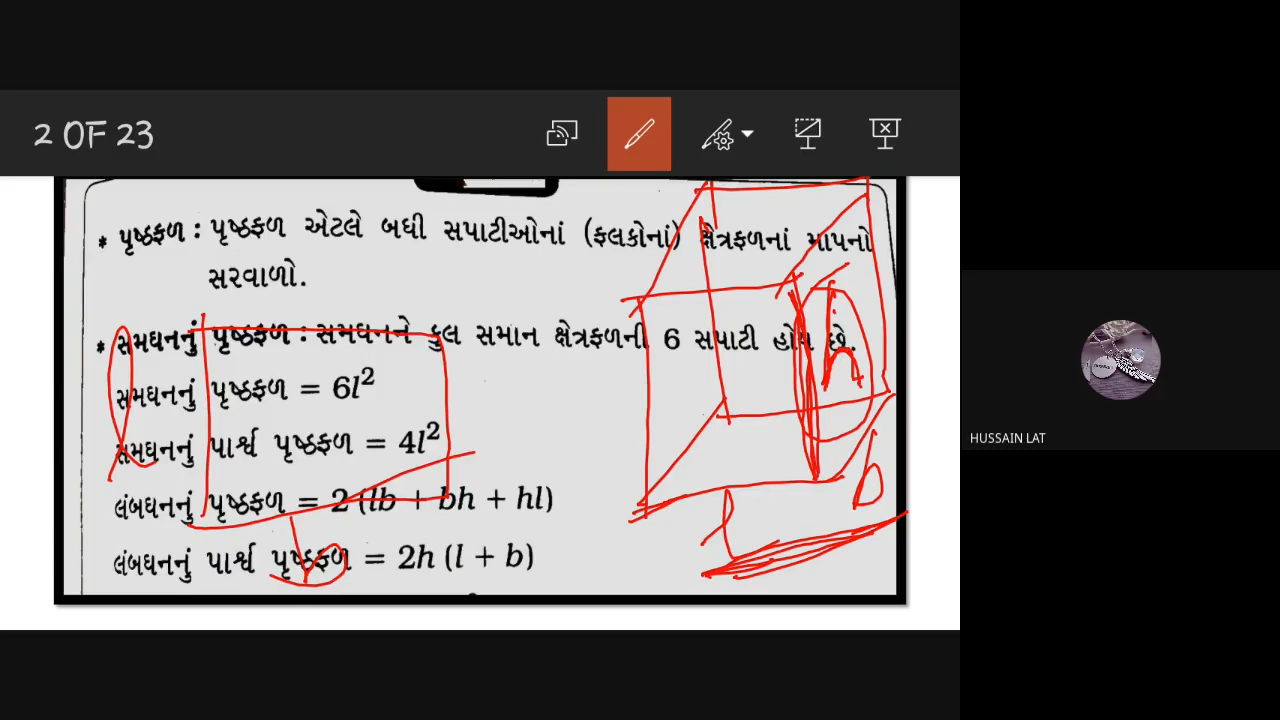 2 OF 23
* પૃષ્ઠફળ : પૃષ્ઠફળ એટલે બધી સપાટીઓનાં (ફલકોનાં) ક્ષેત્રફળનાં માપનો
સરવાળો.
* સમઘનનું પૃષ્ઠફળ : સમઘનને કુલ સમાન ક્ષેત્રફળની 6 સપાટી હોય છે.
સમઘનનું પૃષ્ઠફળ = 6l²
સમઘનનું પાર્શ્વ પૃષ્ઠફળ = 4l²
લંબઘનનું પૃષ્ઠફળ = 2 (lb + bh + hl)
લંબઘનનું પાર્શ્વ પૃષ્ઠફળ = 2h (l + b)
h
b
l
b
HUSSAIN LAT